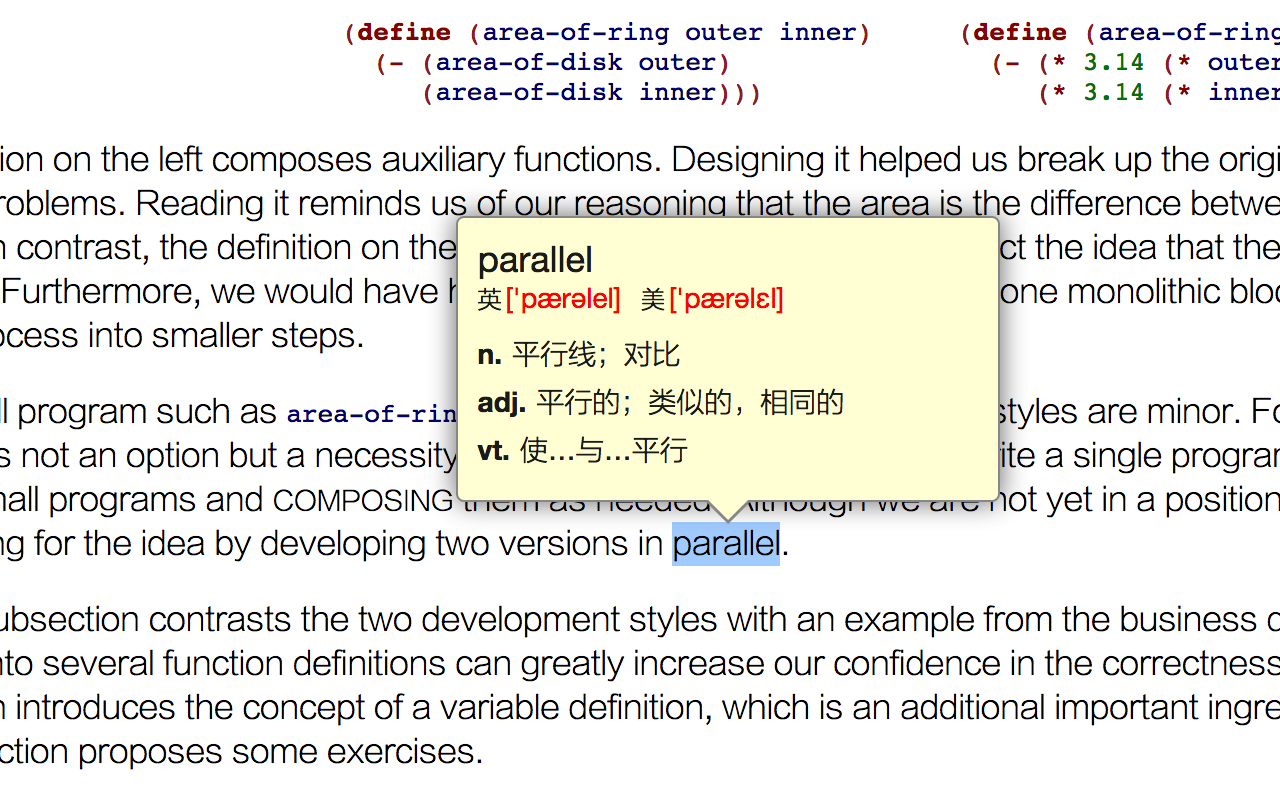 (define (area-of-ring outer inner) (define (area-of-ring
(- (area-of-disk outer) (- (* 3.14 (* outer
(area-of-disk inner))) (* 3.14 (* inner
ion on the left composes auxiliary functions. Designing it helped us break up the origi
roblems. Reading it reminds us of our reasoning that the area is the difference betwe
contrast, the definition on the ct the idea that the
Furthermore, we would have one monolithic bloc
ocess into smaller steps.
parallel
英['pærəlel] 美['pærəlɛl]
n. 平行线；对比
adj. 平行的；类似的，相同的
vt. 使...与...平行
ll program such as area-of-rin styles are minor. Fo
s not an option but a necessity ite a single program
all programs and COMPOSING them as needed. Although we are not yet in a position
ng for the idea by developing two versions in parallel.
ubsection contrasts the two development styles with an example from the business d
nto several function definitions can greatly increase our confidence in the correctness
introduces the concept of a variable definition, which is an additional important ingre
ction proposes some exercises.